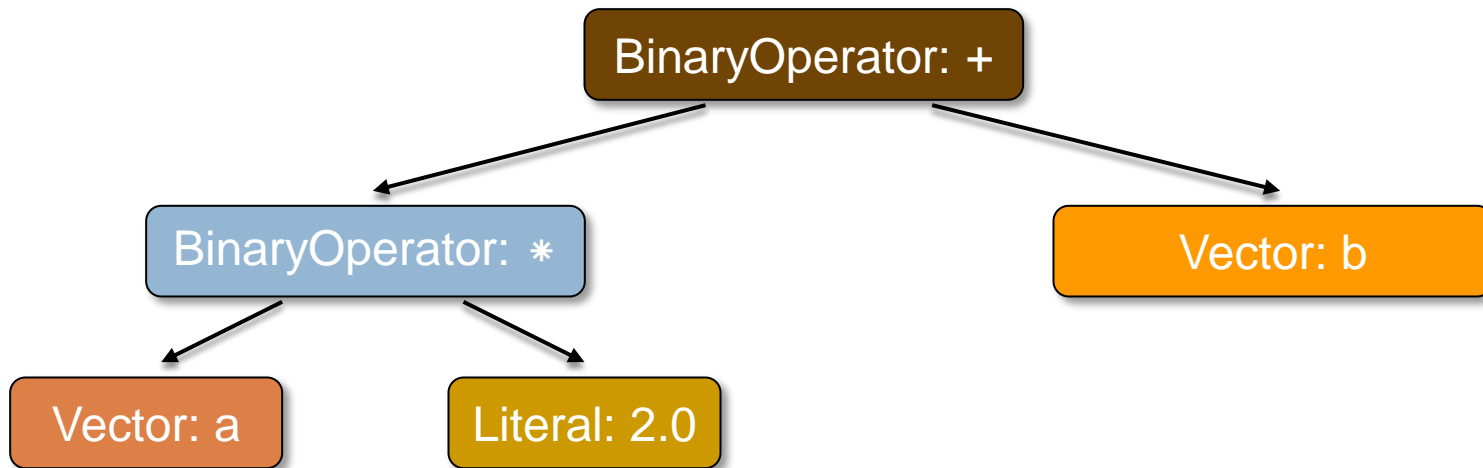 BinaryOperator: +
BinaryOperator: *
Vector: b
Vector: a
Literal: 2.0